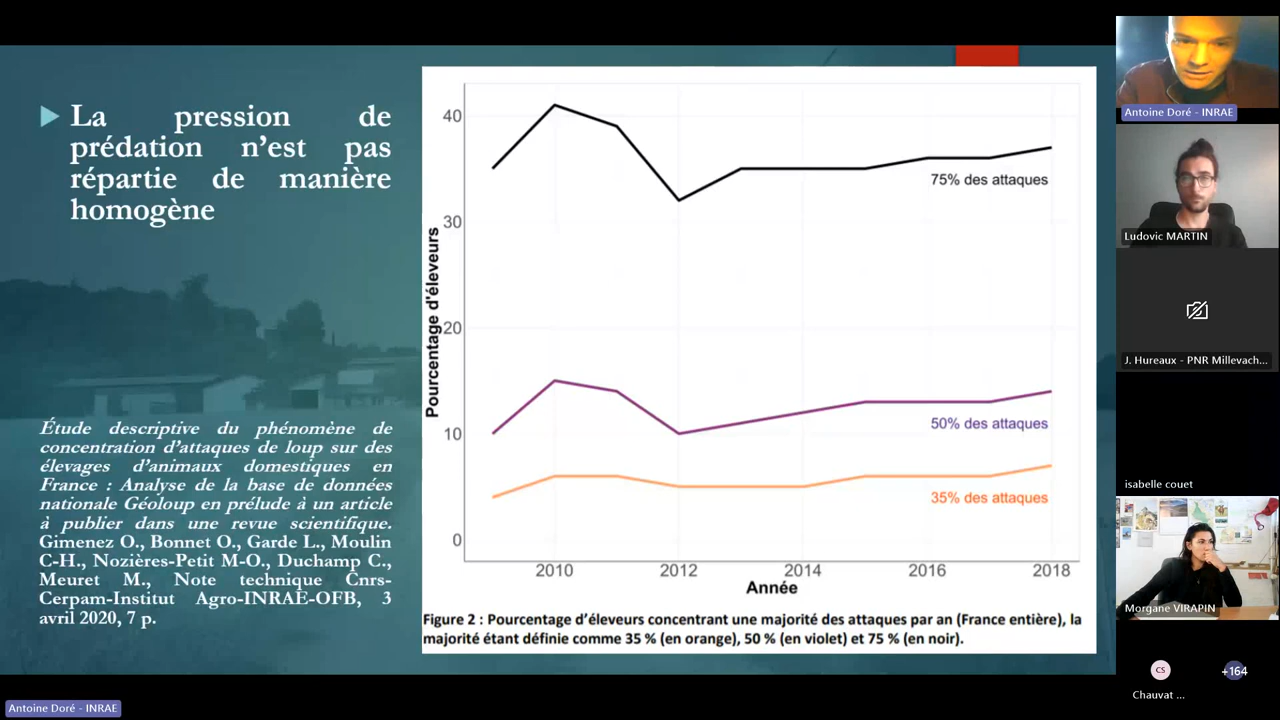 La pression de
prédation n’est pas
répartie de manière
homogène
Étude descriptive du phénomène de
concentration d’attaques de loup sur des
élevages d’animaux domestiques en
France : Analyse de la base de données
nationale Géoloup en prélude à un article
à publier dans une revue scientifique.
Gimenez O., Bonnet O., Garde L., Moulin
C-H., Nozières-Petit M-O., Duchamp C.,
Meuret M., Note technique Cnrs-
Cerpam-Institut Agro-INRAE-OFB, 3
avril 2020, 7 p.
Pourcentage d'éleveurs
40
30
20
10
0
75% des attaques
50% des attaques
35% des attaques
2010 2012 2014 2016 2018
Année
Figure 2 : Pourcentage d’éleveurs concentrant une majorité des attaques par an (France entière), la
majorité étant définie comme 35 % (en orange), 50 % (en violet) et 75 % (en noir).
Antoine Doré - INRAE
Ludovic MARTIN
J. Hureaux - PNR Millevach...
isabelle couet
Morgane VIRAPIN
CS
+164
Chauvat ...
Antoine Doré - INRAE